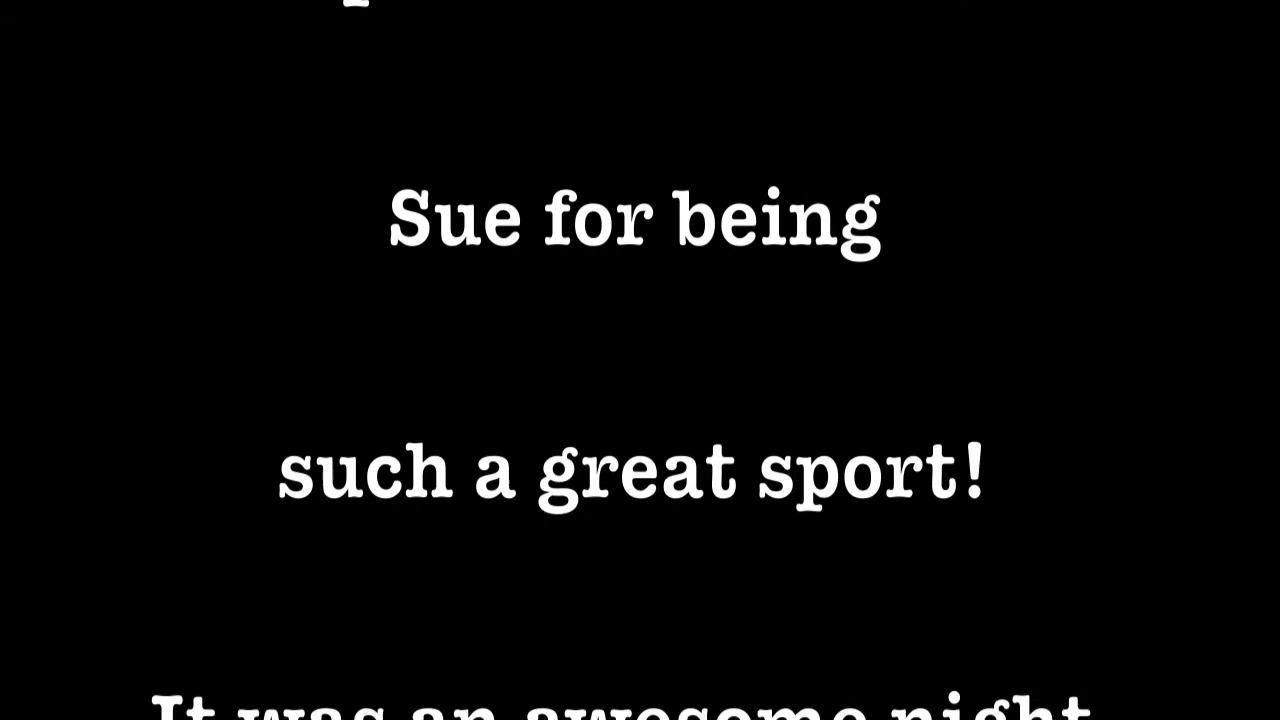 Sue for being
such a great sport!
It was an awesome night